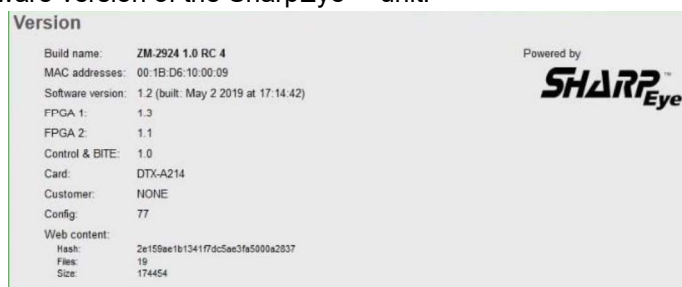 ware version of the SharpEye™ unit.
Version
Build name: ZM-2924 1.0 RC 4
MAC addresses: 00:1B:D6:10:00:09
Software version: 1.2 (built: May 2 2019 at 17:14:42)
FPGA 1: 1.3
FPGA 2: 1.1
Control & BITE: 1.0
Card: DTX-A214
Customer: NONE
Config: 77
Web content:
Hash: 2e159ae1b1341f7dc5ae3fa5000a2837
Files: 19
Size: 174454
Powered by
SHARP Eye™